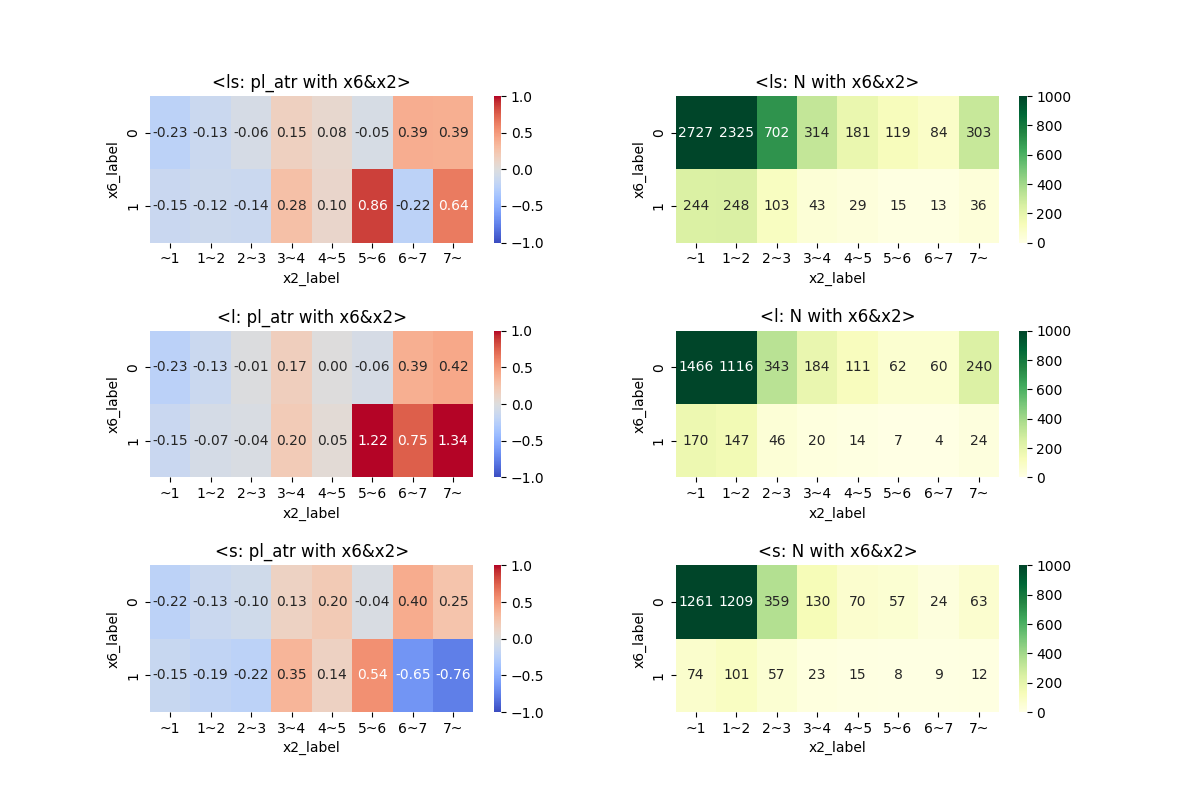 <ls: pl_atr with x6&x2>
x6_label
0 -0.23 -0.13 -0.06 0.15 0.08 -0.05 0.39 0.39
1 -0.15 -0.12 -0.14 0.28 0.10 0.86 -0.22 0.64
~1 1~2 2~3 3~4 4~5 5~6 6~7 7~
x2_label
1.0
0.5
0.0
−0.5
−1.0
<ls: N with x6&x2>
x6_label
0 2727 2325 702 314 181 119 84 303
1 244 248 103 43 29 15 13 36
~1 1~2 2~3 3~4 4~5 5~6 6~7 7~
x2_label
1000
800
600
400
200
0
<l: pl_atr with x6&x2>
x6_label
0 -0.23 -0.13 -0.01 0.17 0.00 -0.06 0.39 0.42
1 -0.15 -0.07 -0.04 0.20 0.05 1.22 0.75 1.34
~1 1~2 2~3 3~4 4~5 5~6 6~7 7~
x2_label
1.0
0.5
0.0
−0.5
−1.0
<l: N with x6&x2>
x6_label
0 1466 1116 343 184 111 62 60 240
1 170 147 46 20 14 7 4 24
~1 1~2 2~3 3~4 4~5 5~6 6~7 7~
x2_label
1000
800
600
400
200
0
<s: pl_atr with x6&x2>
x6_label
0 -0.22 -0.13 -0.10 0.13 0.20 -0.04 0.40 0.25
1 -0.15 -0.19 -0.22 0.35 0.14 0.54 -0.65 -0.76
~1 1~2 2~3 3~4 4~5 5~6 6~7 7~
x2_label
1.0
0.5
0.0
−0.5
−1.0
<s: N with x6&x2>
x6_label
0 1261 1209 359 130 70 57 24 63
1 74 101 57 23 15 8 9 12
~1 1~2 2~3 3~4 4~5 5~6 6~7 7~
x2_label
1000
800
600
400
200
0